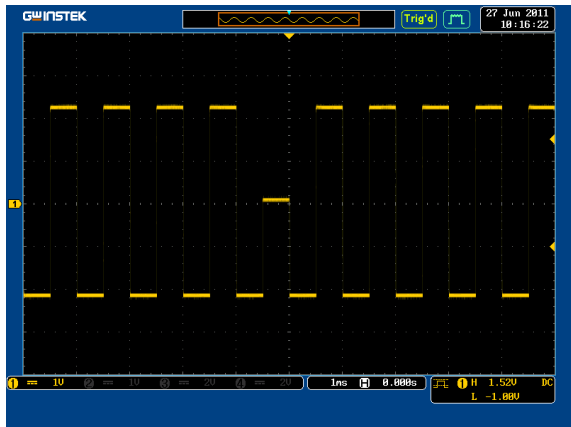 GWINSTEK
Trig'd
27 Jun 2011
10:16:22
1
1 1V 2 1V 3 2V 4 2V
1ms H 0.000s
1 H 1.52V DC
L -1.00V